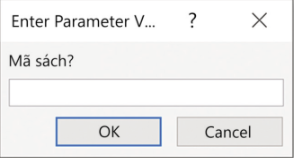 Enter Parameter V... ?
Mã sách?
OK Cancel